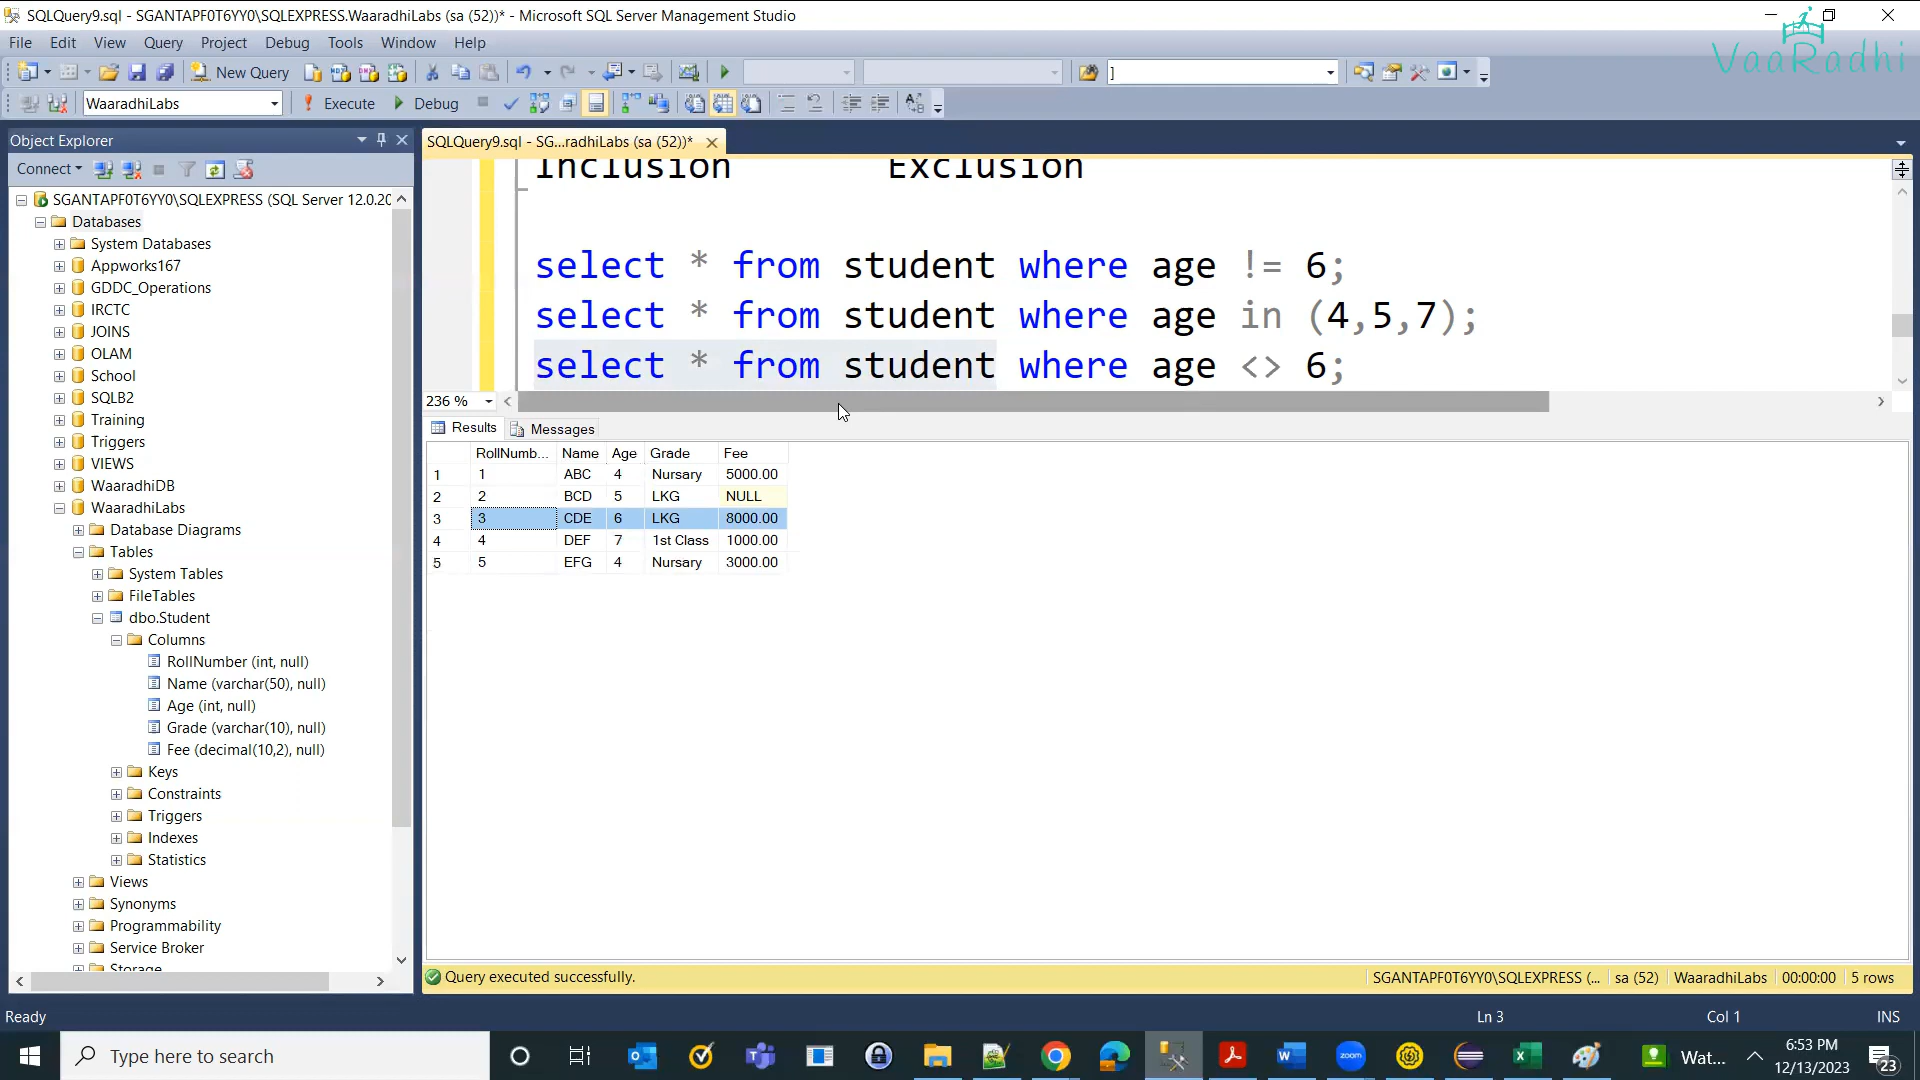 SQLQuery9.sql - SGANTAPF0T6YY0\SQLEXPRESS.WaaradhiLabs (sa (52))* - Microsoft SQL Server Management Studio
VaaRadhi
File Edit View Query Project Debug Tools Window Help
New Query
]
WaaradhiLabs
Execute Debug
Object Explorer
Connect
SGANTAPF0T6YY0\SQLEXPRESS (SQL Server 12.0.20
Databases
System Databases
Appworks167
GDDC_Operations
IRCTC
JOINS
OLAM
School
SQLB2
Training
Triggers
VIEWS
WaaradhiDB
WaaradhiLabs
Database Diagrams
Tables
System Tables
FileTables
dbo.Student
Columns
RollNumber (int, null)
Name (varchar(50), null)
Age (int, null)
Grade (varchar(10), null)
Fee (decimal(10,2), null)
Keys
Constraints
Triggers
Indexes
Statistics
Views
Synonyms
Programmability
Service Broker
Storage
SQLQuery9.sql - SG...radhiLabs (sa (52))*
Inclusion Exclusion
select * from student where age != 6;
select * from student where age in (4,5,7);
select * from student where age <> 6;
236 %
Results Messages
RollNumb... Name Age Grade Fee
1 1 ABC 4 Nursary 5000.00
2 2 BCD 5 LKG NULL
3 3 CDE 6 LKG 8000.00
4 4 DEF 7 1st Class 1000.00
5 5 EFG 4 Nursary 3000.00
Query executed successfully.
SGANTAPF0T6YY0\SQLEXPRESS (... sa (52) WaaradhiLabs 00:00:00 5 rows
Ready
Ln 3 Col 1 INS
Type here to search
zoom
Wat...
6:53 PM
12/13/2023
23